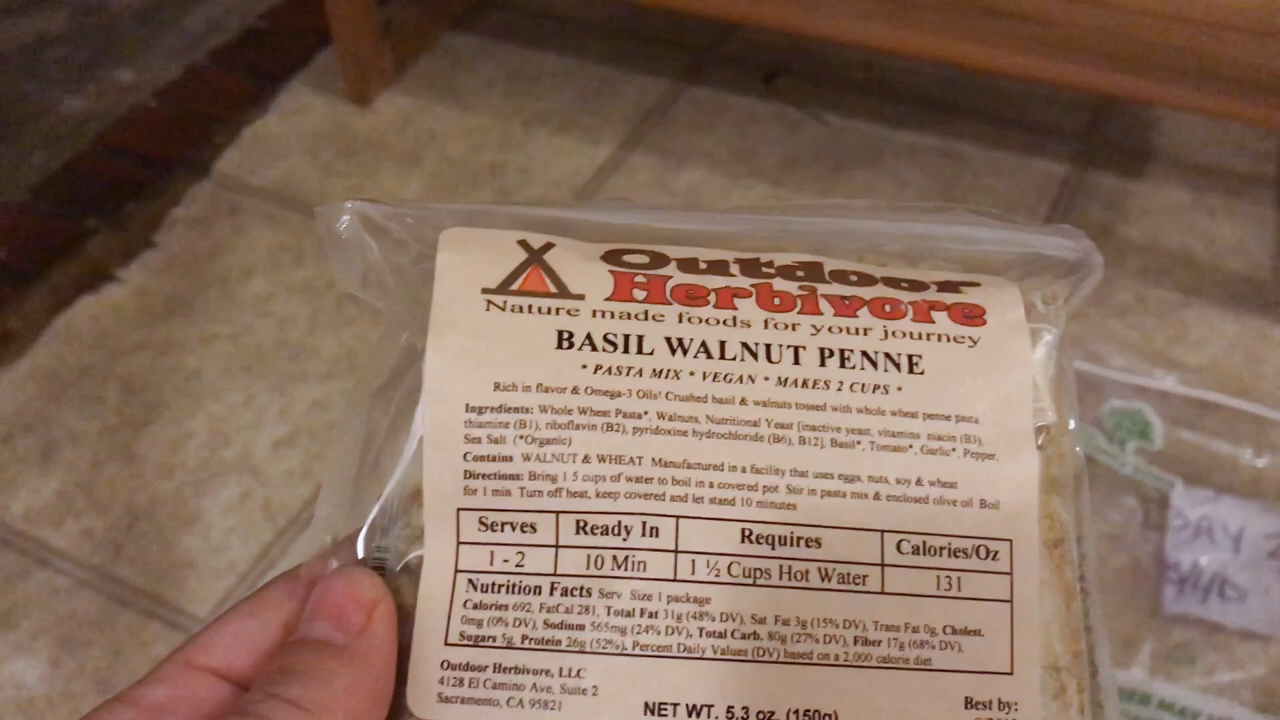 Outdoor
Herbivore
Nature made foods for your journey
BASIL WALNUT PENNE
* PASTA MIX * VEGAN * MAKES 2 CUPS *
Rich in flavor & Omega-3 Oils! Crushed basil & walnuts tossed with whole wheat penne pasta
Ingredients: Whole Wheat Pasta*, Walnuts, Nutritional Yeast [inactive yeast, vitamins niacin (B3),
thiamine (B1), riboflavin (B2), pyridoxine hydrochloride (B6), B12], Basil*, Tomato*, Garlic*, Pepper,
Sea Salt (*Organic)
Contains WALNUT & WHEAT. Manufactured in a facility that uses eggs, nuts, soy & wheat
Directions: Bring 1 5 cups of water to boil in a covered pot. Stir in pasta mix & enclosed olive oil Boil
for 1 min. Turn off heat, keep covered and let stand 10 minutes
Serves Ready In Requires Calories/Oz
1 - 2 10 Min 1 ½ Cups Hot Water 131
Nutrition Facts Serv Size 1 package
Calories 692, FatCal 281, Total Fat 31g (48% DV), Sat. Fat 3g (15% DV), Trans Fat 0g, Cholest.
0mg (0% DV), Sodium 565mg (24% DV), Total Carb. 80g (27% DV), Fiber 17g (68% DV),
Sugars 5g, Protein 26g (52%). Percent Daily Values (DV) based on a 2,000 calorie diet
Outdoor Herbivore, LLC
4128 El Camino Ave, Suite 2
Sacramento, CA 95821
NET WT. 5.3 oz. (150g)
Best by:
DAY